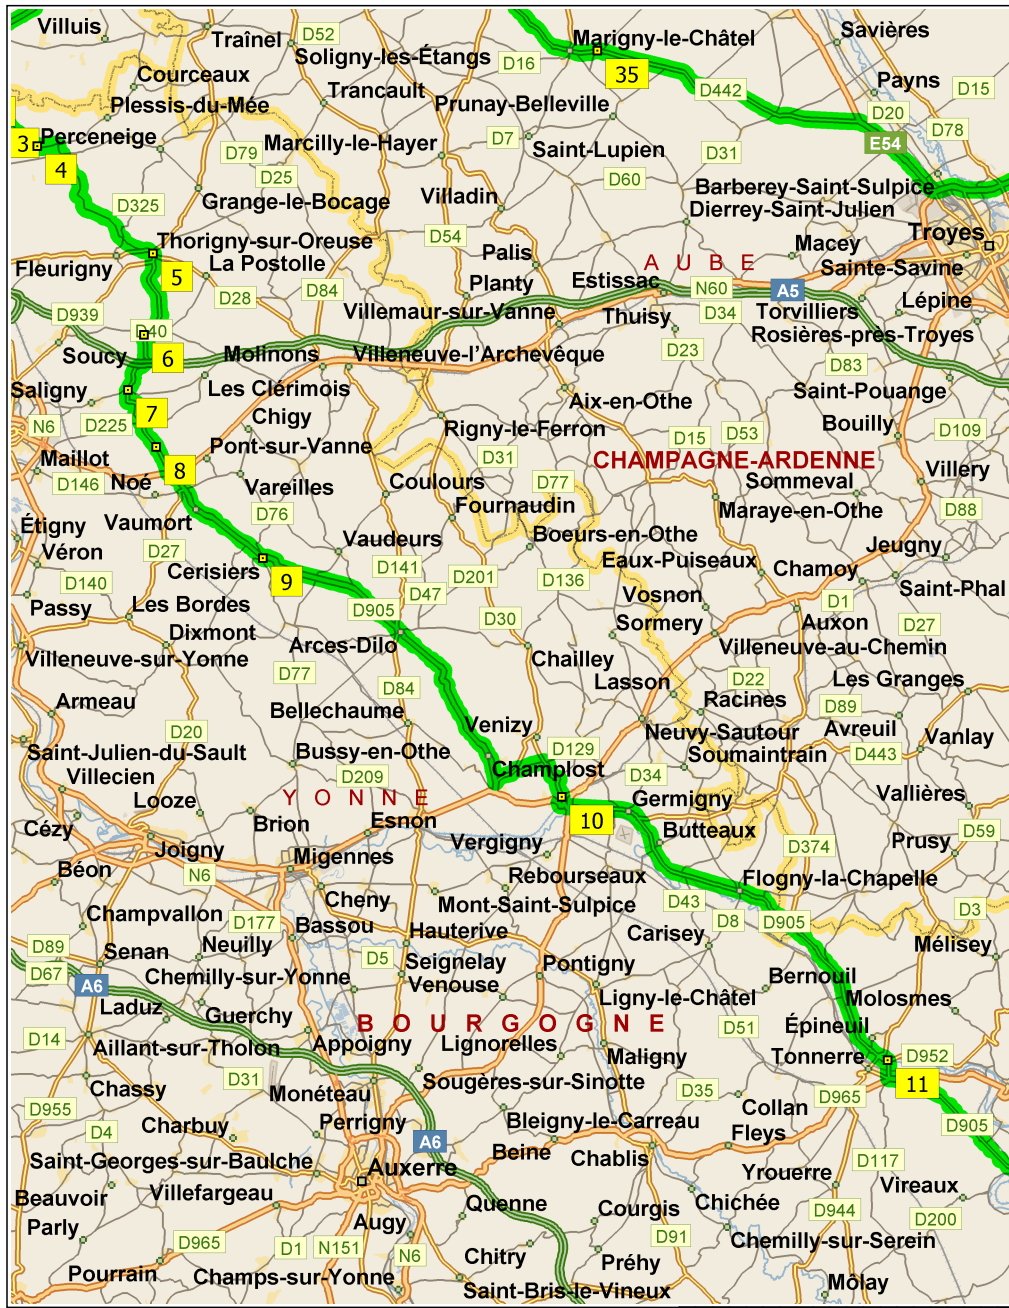 Villuis
Traînel
D52
Marigny-le-Châtel
Savières
Soligny-les-Étangs
D16
35
Courceaux
Trancault
D442
Payns
D15
Plessis-du-Mée
Prunay-Belleville
D20
3
Perceneige
D7
D78
Marcilly-le-Hayer
E54
4
D79
Saint-Lupien
D31
D25
D60
Barberey-Saint-Sulpice
D325
Grange-le-Bocage
Villadin
Dierrey-Saint-Julien
Thorigny-sur-Oreuse
D54
Troyes
Palis
Macey
Fleurigny
5
La Postolle
AUBE
Sainte-Savine
D28
D84
Planty
Estissac
N60
A5
D939
Villemaur-sur-Vanne
Thuisy
D34
Torvilliers
Lépine
D40
Rosières-près-Troyes
Soucy
6
Molinons
Villeneuve-l'Archevêque
D23
D83
Saligny
Les Clérimois
Saint-Pouange
7
Chigy
Aix-en-Othe
N6
D225
Rigny-le-Ferron
D15
D53
Bouilly
D109
Pont-sur-Vanne
Maillot
8
D31
CHAMPAGNE-ARDENNE
Villery
D146
Noé
Vareilles
Coulours
D77
Sommeval
D76
Fournaudin
Maraye-en-Othe
D88
Étigny
Vaumort
Vaudeurs
Boeurs-en-Othe
Jeugny
Véron
D27
Eaux-Puiseaux
Cerisiers
9
D141
D201
D136
Chamoy
D140
D47
Saint-Phal
Passy
Les Bordes
D905
D30
Vosnon
D1
Dixmont
Sormery
Auxon
D27
Villeneuve-sur-Yonne
Arces-Dilo
Chailley
Villeneuve-au-Chemin
D77
Lasson
D22
Les Granges
Armeau
D84
Racines
Bellechaume
D89
D20
Venizy
Neuvy-Sautour
Avreuil
Vanlay
Saint-Julien-du-Sault
Bussy-en-Othe
D129
Soumaintrain
D443
Villecien
D209
Champlost
D34
Looze
YONNE
Germigny
Vallières
Cézy
Brion
Esnon
10
Butteaux
D59
Joigny
Vergigny
D374
Prusy
Béon
N6
Migennes
Rebourseaux
Flogny-la-Chapelle
Cheny
Mont-Saint-Sulpice
D43
D3
Champvallon
D177
Bassou
Hauterive
D8
D905
D89
Senan
Neuilly
Carisey
Mélisey
D67
Chemilly-sur-Yonne
D5
Seignelay
Pontigny
Bernouil
A6
Venouse
Laduz
Guerchy
Ligny-le-Châtel
Molosmes
BOURGOGNE
D51
Épineuil
D14
Aillant-sur-Tholon
Appoigny
Lignorelles
Maligny
Tonnerre
D952
Chassy
D31
Sougères-sur-Sinotte
11
Monéteau
D35
D965
D955
Collan
D4
Charbuy
Perrigny
Bleigny-le-Carreau
D905
A6
Fleys
Saint-Georges-sur-Baulche
Auxerre
Beine
Chablis
D117
Yrouerre
Vireaux
Beauvoir
Villefargeau
Quenne
Chichée
Parly
Augy
Courgis
D944
D200
D965
D1
N151
N6
Chitry
D91
Chemilly-sur-Serein
Pourrain
Champs-sur-Yonne
Préhy
Saint-Bris-le-Vineux
Môlay